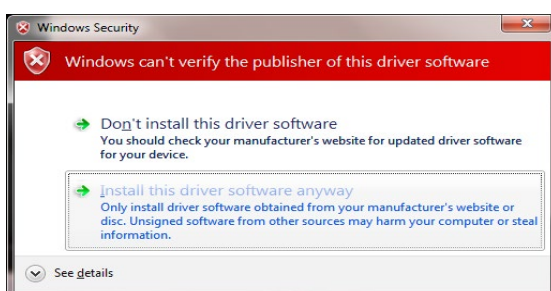 Windows Security
Windows can't verify the publisher of this driver software
Don't install this driver software
You should check your manufacturer's website for updated driver software
for your device.
Install this driver software anyway
Only install driver software obtained from your manufacturer's website or
disc. Unsigned software from other sources may harm your computer or steal
information.
See details